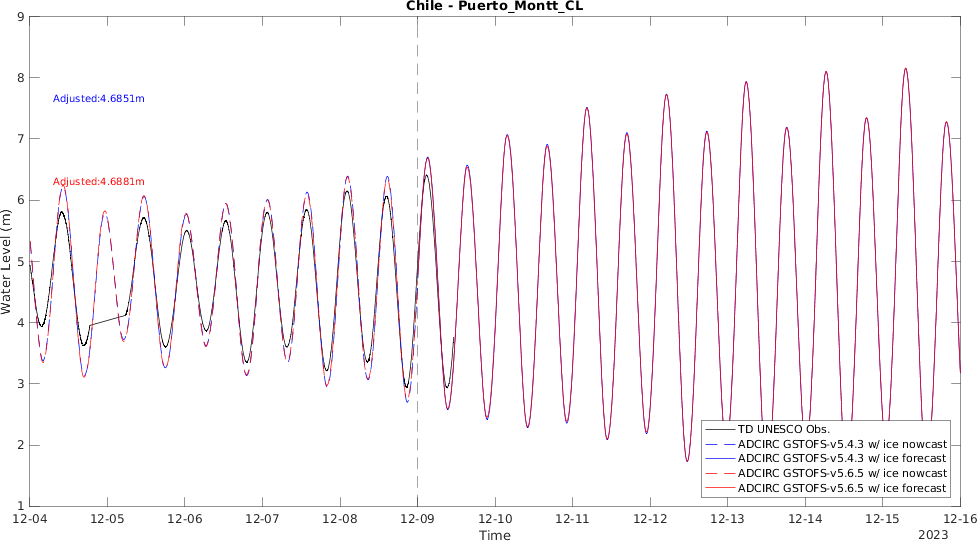 Chile - Puerto_Montt_CL
9
8
7
6
5
4
3
2
1
Water Level (m)
Adjusted:4.6851m
Adjusted:4.6881m
TD UNESCO Obs.
ADCIRC GSTOFS-v5.4.3 w/ ice nowcast
ADCIRC GSTOFS-v5.4.3 w/ ice forecast
ADCIRC GSTOFS-v5.6.5 w/ ice nowcast
ADCIRC GSTOFS-v5.6.5 w/ ice forecast
12-04 12-05 12-06 12-07 12-08 12-09 12-10 12-11 12-12 12-13 12-14 12-15 12-16
Time
2023